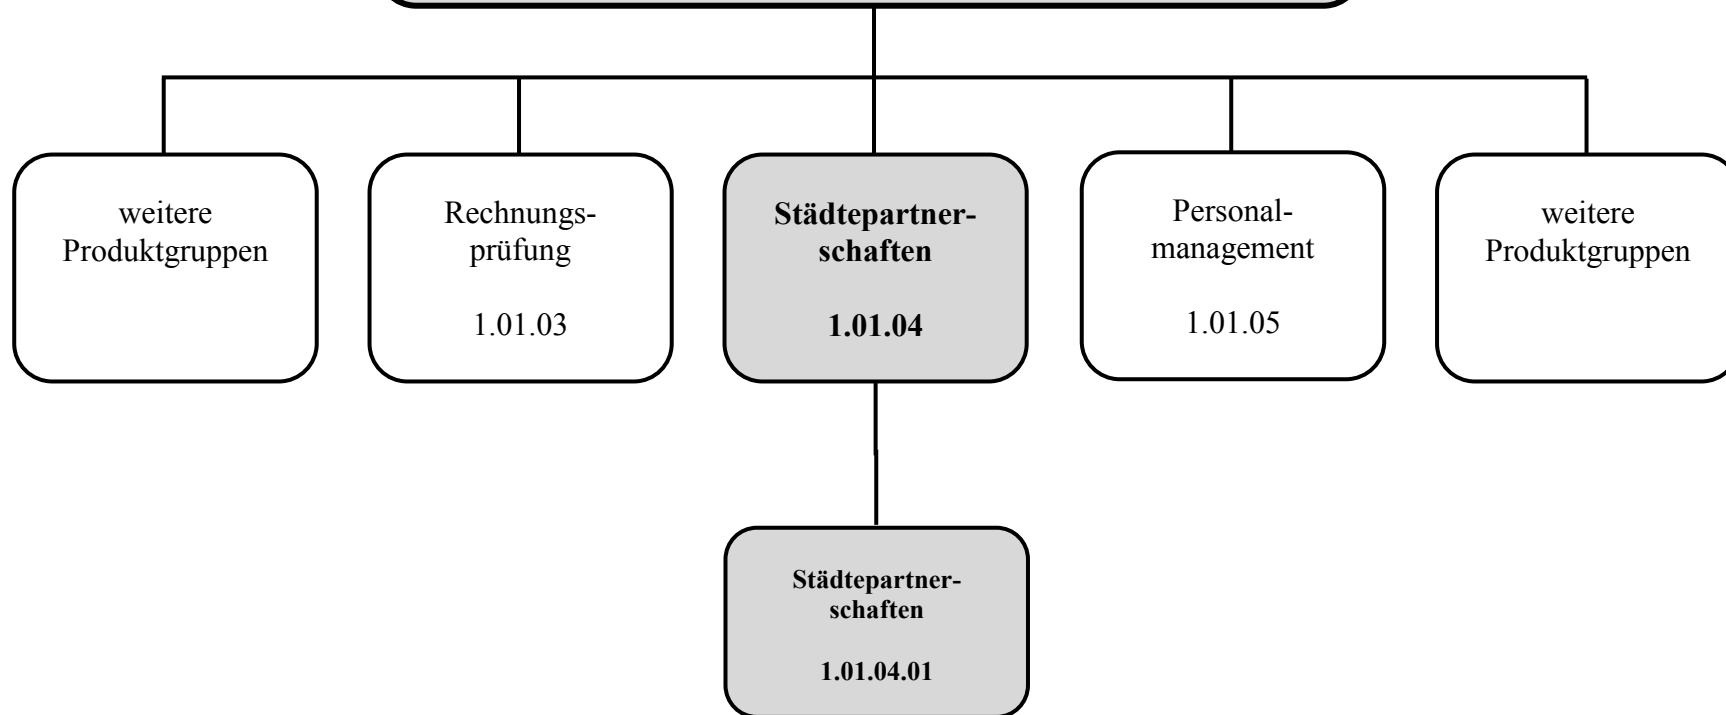 weitere
Produktgruppen
Rechnungs-
prüfung
1.01.03
Städtepartner-
schaften
1.01.04
Personal-
management
1.01.05
weitere
Produktgruppen
Städtepartner-
schaften
1.01.04.01